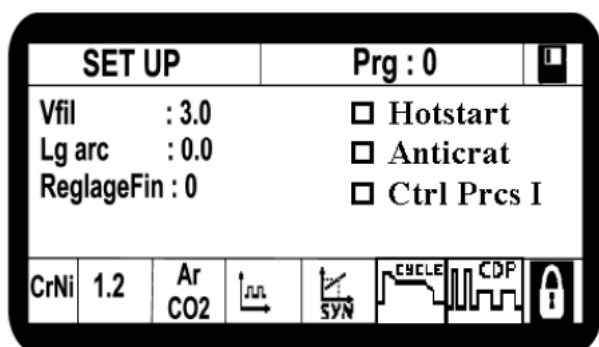 SET UP Prg : 0
Vfil : 3.0 Hotstart
Lg arc : 0.0 Anticrat
ReglageFin : 0 Ctrl Prcs I
CrNi 1.2 Ar CO2 SYN CYCLE CDP